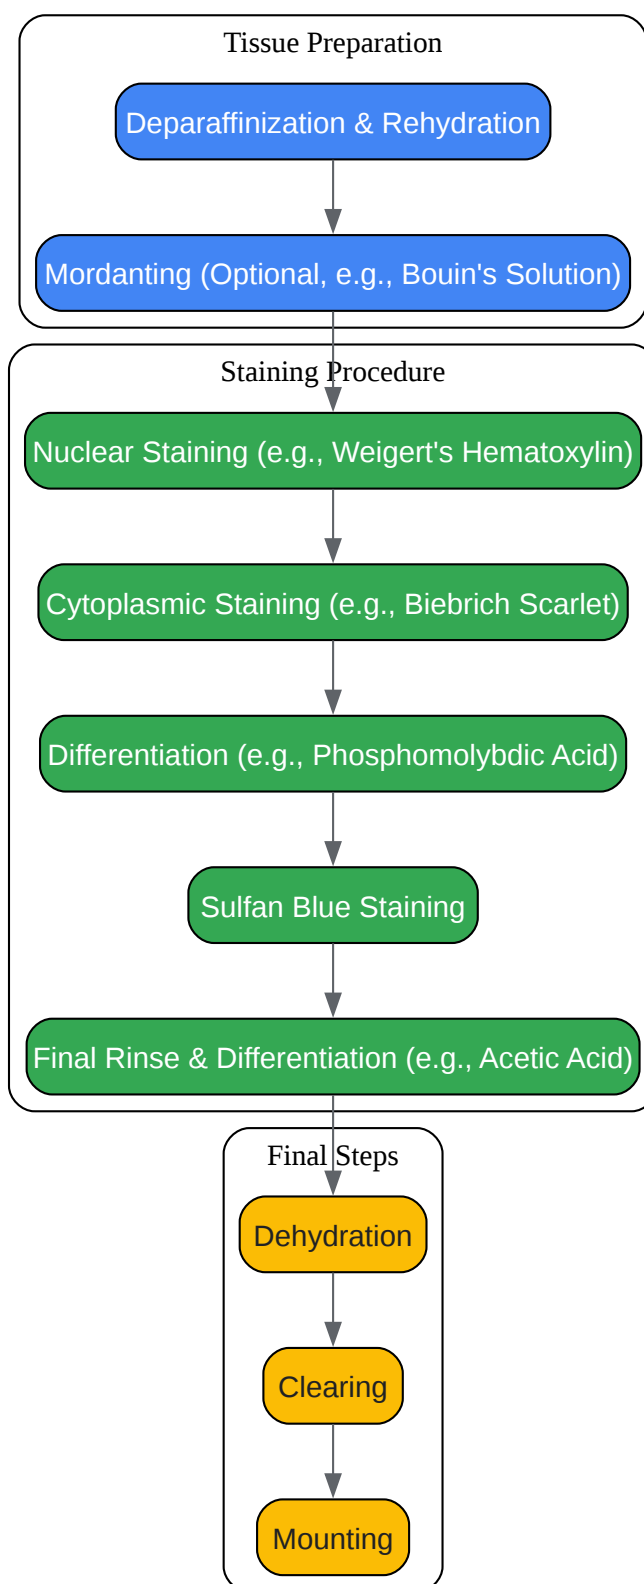 Tissue Preparation
Deparaffinization & Rehydration
Mordanting (Optional, e.g., Bouin's Solution)
Staining Procedure
Nuclear Staining (e.g., Weigert's Hematoxylin)
Cytoplasmic Staining (e.g., Biebrich Scarlet)
Differentiation (e.g., Phosphomolybdic Acid)
Sulfan Blue Staining
Final Rinse & Differentiation (e.g., Acetic Acid)
Final Steps
Dehydration
Clearing
Mounting